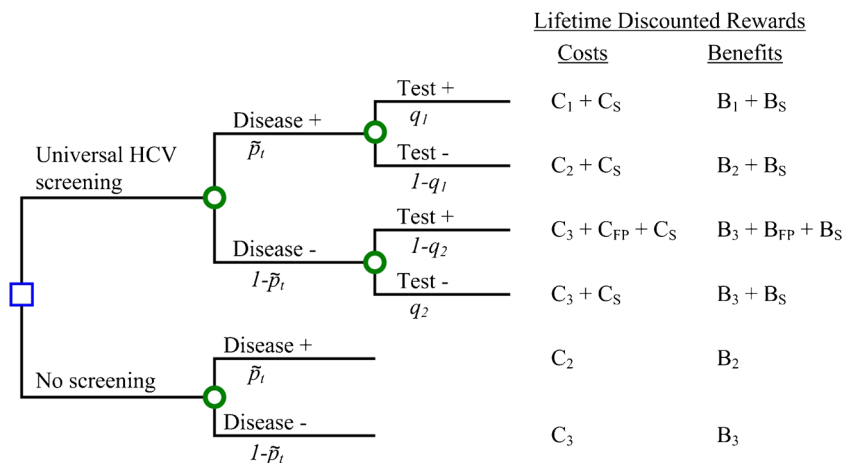 Lifetime Discounted Rewards
Costs Benefits
Test +
q₁
C₁ + Cₛ B₁ + Bₛ
Disease +
p̃ₜ
Test -
1-q₁
C₂ + Cₛ B₂ + Bₛ
Universal HCV
screening
Test +
1-q₂
C₃ + C_FP + Cₛ B₃ + B_FP + Bₛ
Disease -
1-p̃ₜ
Test -
q₂
C₃ + Cₛ B₃ + Bₛ
No screening
Disease +
p̃ₜ
C₂ B₂
Disease -
1-p̃ₜ
C₃ B₃